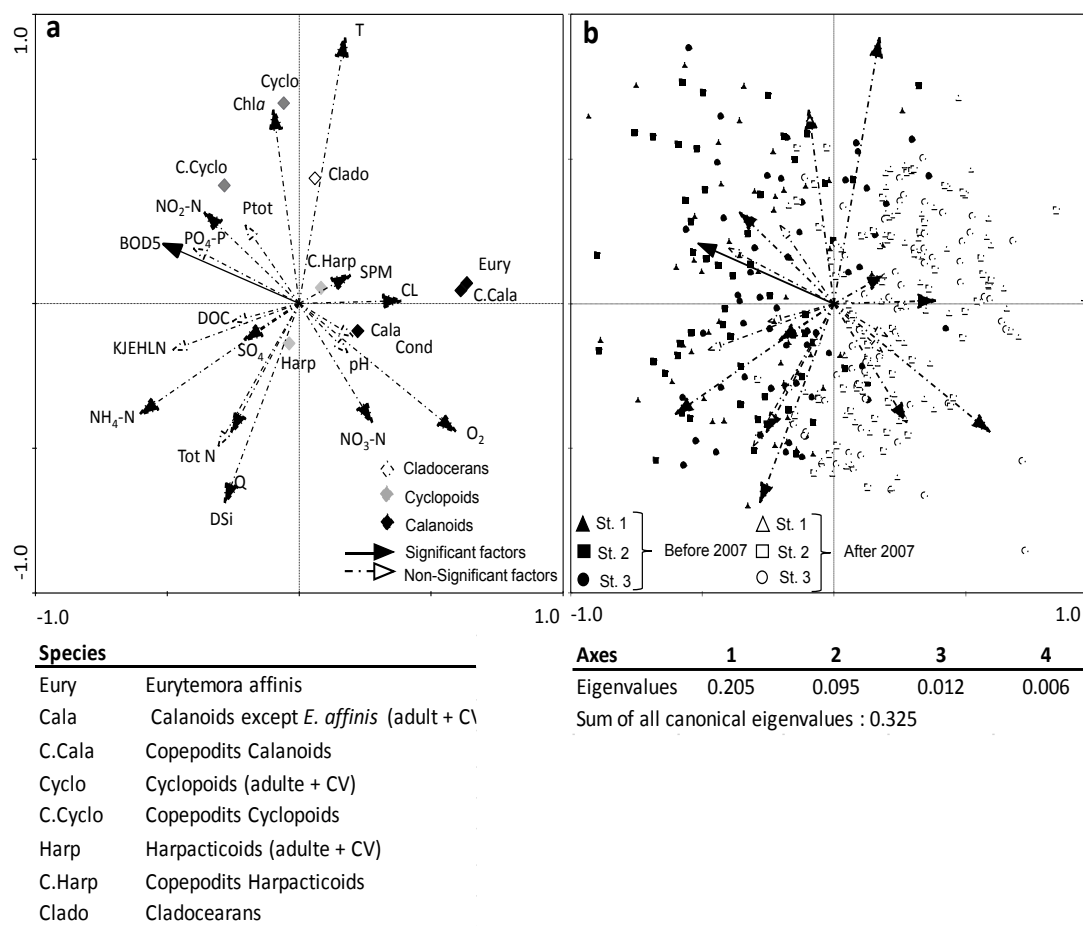 a
T
Cyclo
Chla
C.Cyclo
Clado
NO2-N
Ptot
BOD5
PO4-P
C.Harp
SPM
Eury
CL
C.Cala
DOC
Cala
KJEHLN
SO4
Harp
Cond
pH
NH4-N
NO3-N
O2
Tot N
Q
DSi
Cladocerans
Cyclopoids
Calanoids
Significant factors
Non-Significant factors
1.0
-1.0
-1.0
1.0
b
St. 1
St. 2
St. 3
Before 2007
St. 1
St. 2
St. 3
After 2007
-1.0
1.0
Species
Eury Eurytemora affinis
Cala Calanoids except E. affinis (adult + CV
C.Cala Copepodits Calanoids
Cyclo Cyclopoids (adulte + CV)
C.Cyclo Copepodits Cyclopoids
Harp Harpacticoids (adulte + CV)
C.Harp Copepodits Harpacticoids
Clado Cladocearans
Axes 1 2 3 4
Eigenvalues 0.205 0.095 0.012 0.006
Sum of all canonical eigenvalues : 0.325